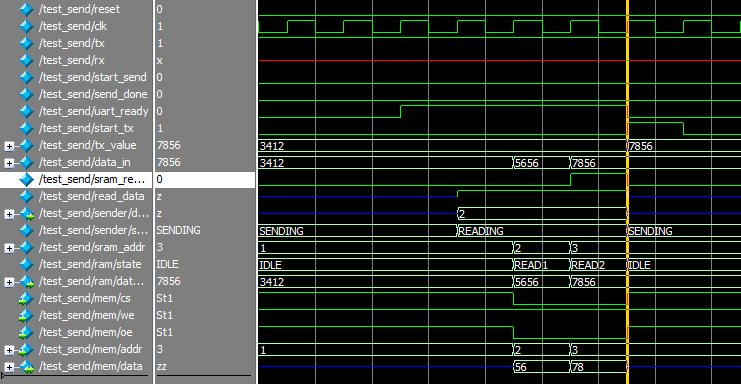 /test_send/reset 0
/test_send/clk 1
/test_send/tx 1
/test_send/rx x
/test_send/start_send 0
/test_send/send_done 0
/test_send/uart_ready 0
/test_send/start_tx 1
/test_send/tx_value 7856 3412 7856
/test_send/data_in 7856 3412 5656 7856
/test_send/sram_re... 0
/test_send/read_data z
/test_send/sender/d... z 2
/test_send/sender/s... SENDING SENDING READING SENDING
/test_send/sram_addr 3 1 2 3
/test_send/ram/state IDLE IDLE READ1 READ2 IDLE
/test_send/ram/dat... 7856 3412 5656 7856
/test_send/mem/cs St1
/test_send/mem/we St1
/test_send/mem/oe St1
/test_send/mem/addr 3 1 2 3
/test_send/mem/data zz 56 78